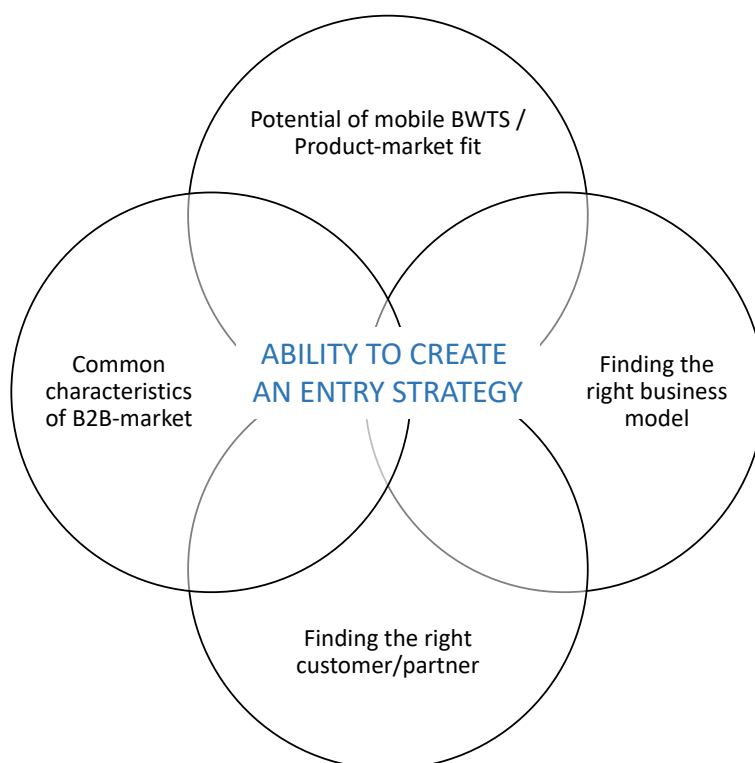 Potential of mobile BWTS /
Product-market fit
Common
characteristics
of B2B-market
ABILITY TO CREATE
AN ENTRY STRATEGY
Finding the
right business
model
Finding the right
customer/partner